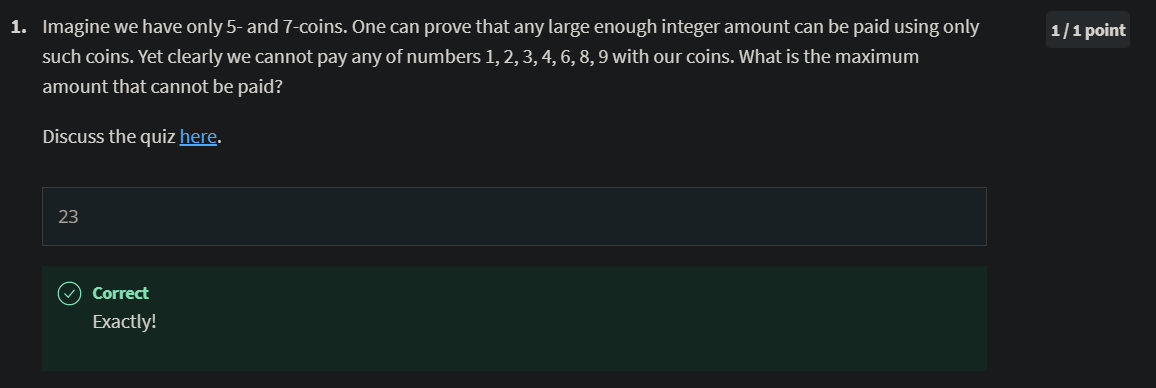 1. Imagine we have only 5- and 7-coins. One can prove that any large enough integer amount can be paid using only
1 / 1 point
such coins. Yet clearly we cannot pay any of numbers 1, 2, 3, 4, 6, 8, 9 with our coins. What is the maximum
amount that cannot be paid?
Discuss the quiz here.
23
Correct
Exactly!